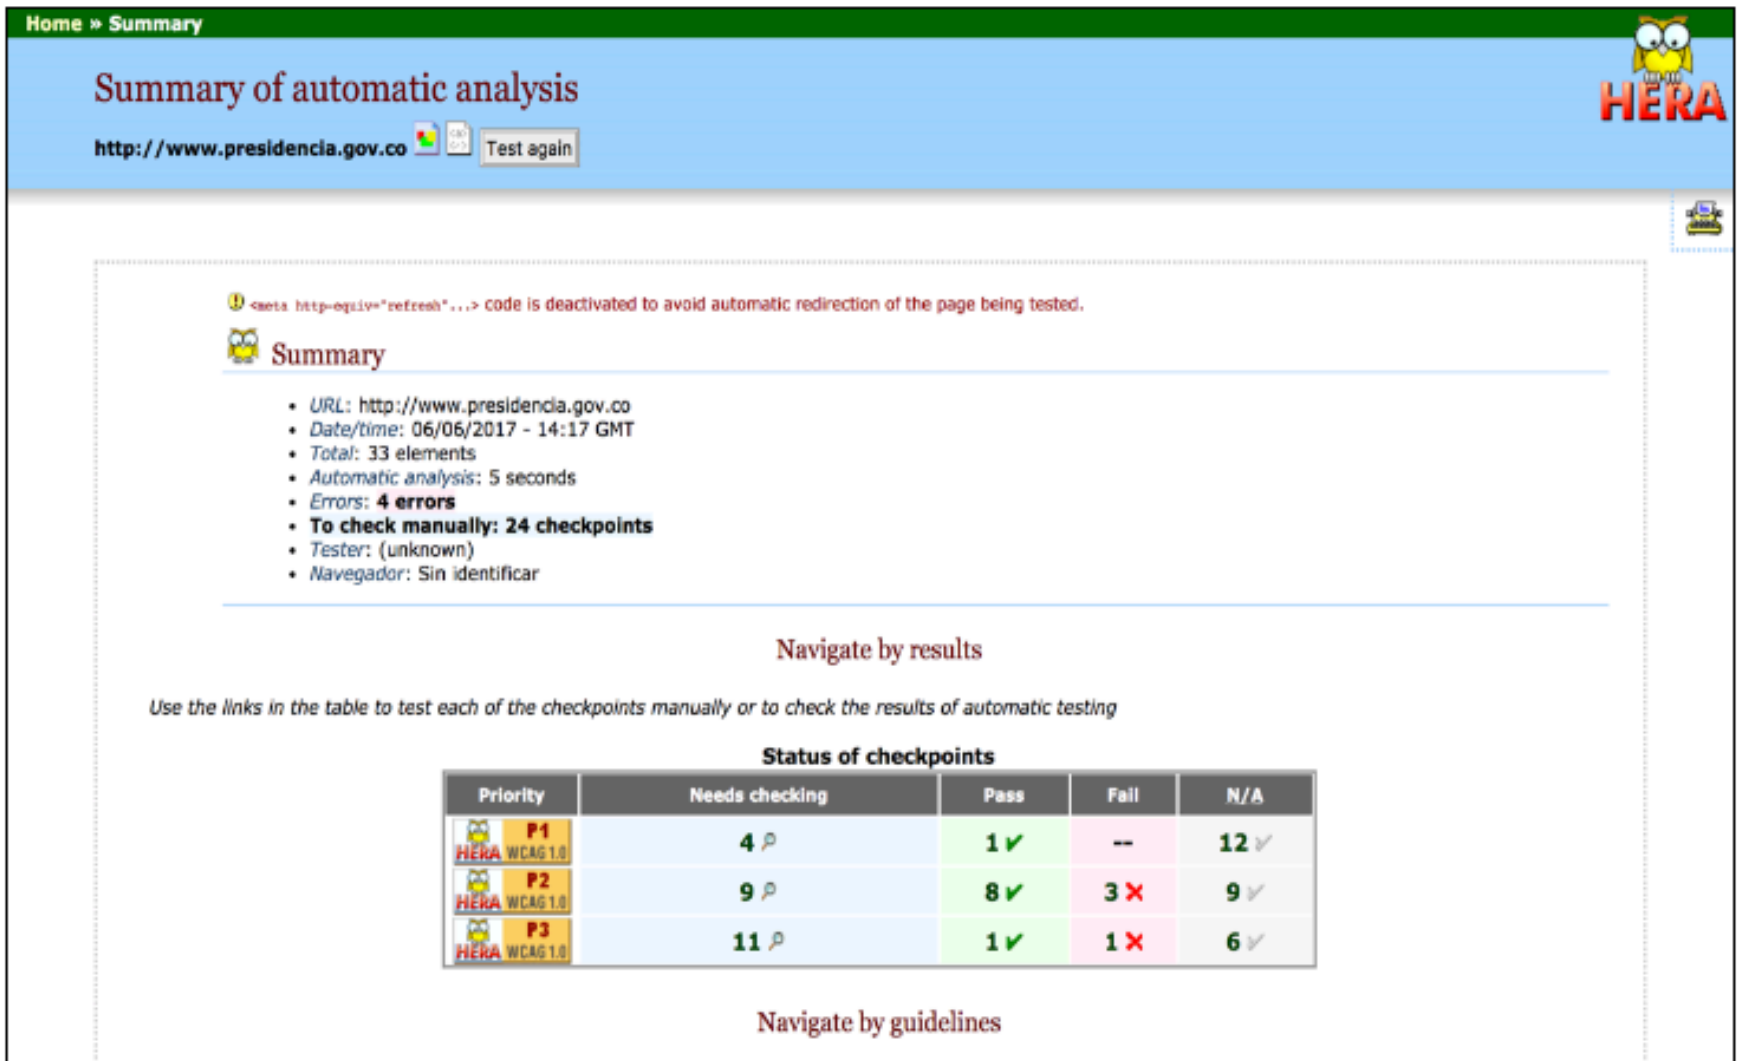 Home » Summary
Summary of automatic analysis
HERA
http://www.presidencia.gov.co Test again
<meta http-equiv="refresh"...> code is deactivated to avoid automatic redirection of the page being tested.
Summary
• URL: http://www.presidencia.gov.co
• Date/time: 06/06/2017 - 14:17 GMT
• Total: 33 elements
• Automatic analysis: 5 seconds
• Errors: 4 errors
• To check manually: 24 checkpoints
• Tester: (unknown)
• Navegador: Sin identificar
Navigate by results
Use the links in the table to test each of the checkpoints manually or to check the results of automatic testing
Status of checkpoints
Priority Needs checking Pass Fail N/A
HERA P1 WCAG 1.0 4 1 -- 12
HERA P2 WCAG 1.0 9 8 3 9
HERA P3 WCAG 1.0 11 1 1 6
Navigate by guidelines